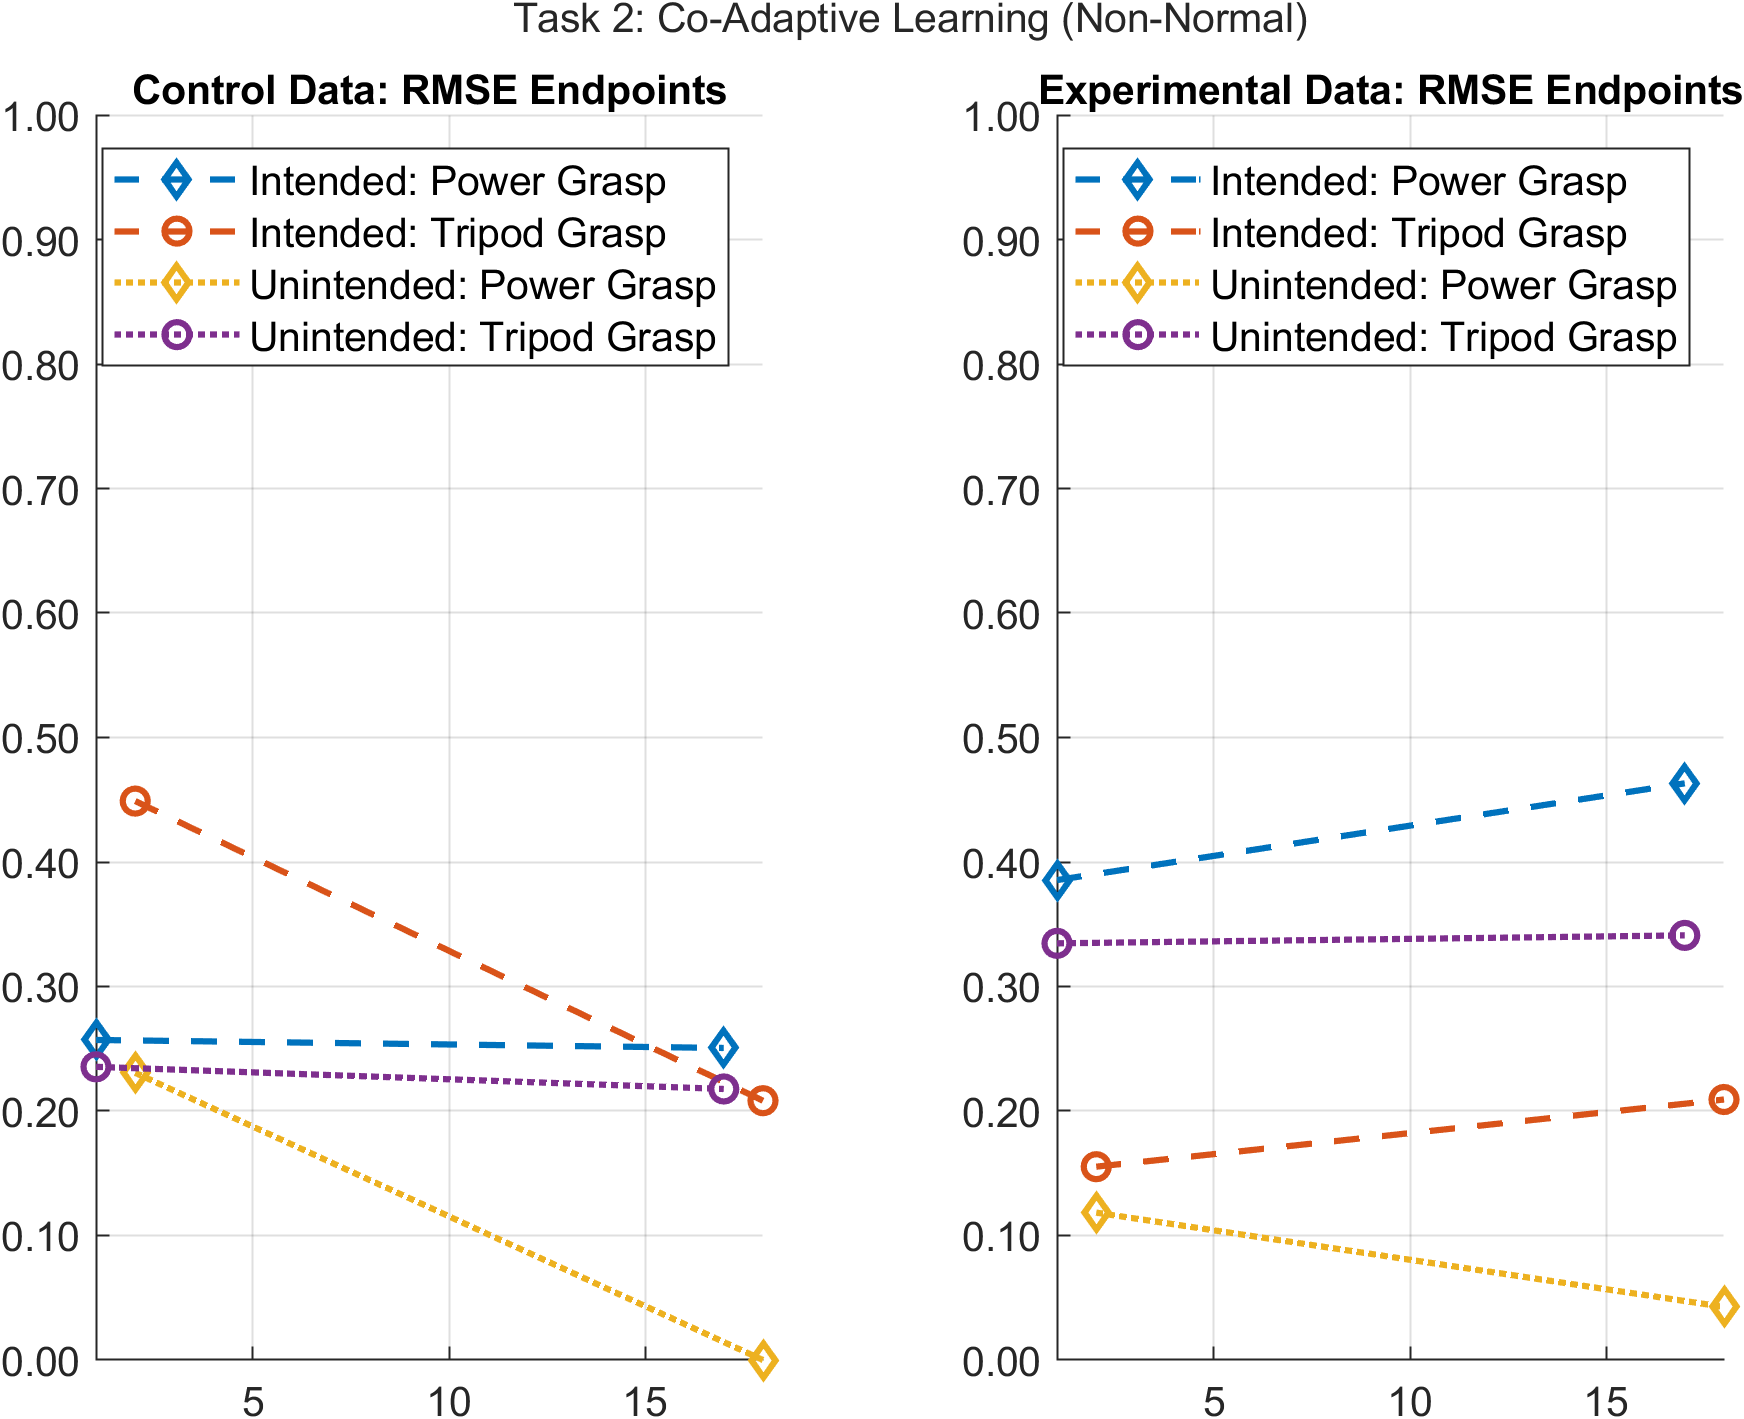 Task 2: Co-Adaptive Learning (Non-Normal)
Control Data: RMSE Endpoints
1.00
0.90
0.80
0.70
0.60
0.50
0.40
0.30
0.20
0.10
0.00
5
10
15
Intended: Power Grasp
Intended: Tripod Grasp
Unintended: Power Grasp
Unintended: Tripod Grasp
Experimental Data: RMSE Endpoints
1.00
0.90
0.80
0.70
0.60
0.50
0.40
0.30
0.20
0.10
0.00
5
10
15
Intended: Power Grasp
Intended: Tripod Grasp
Unintended: Power Grasp
Unintended: Tripod Grasp